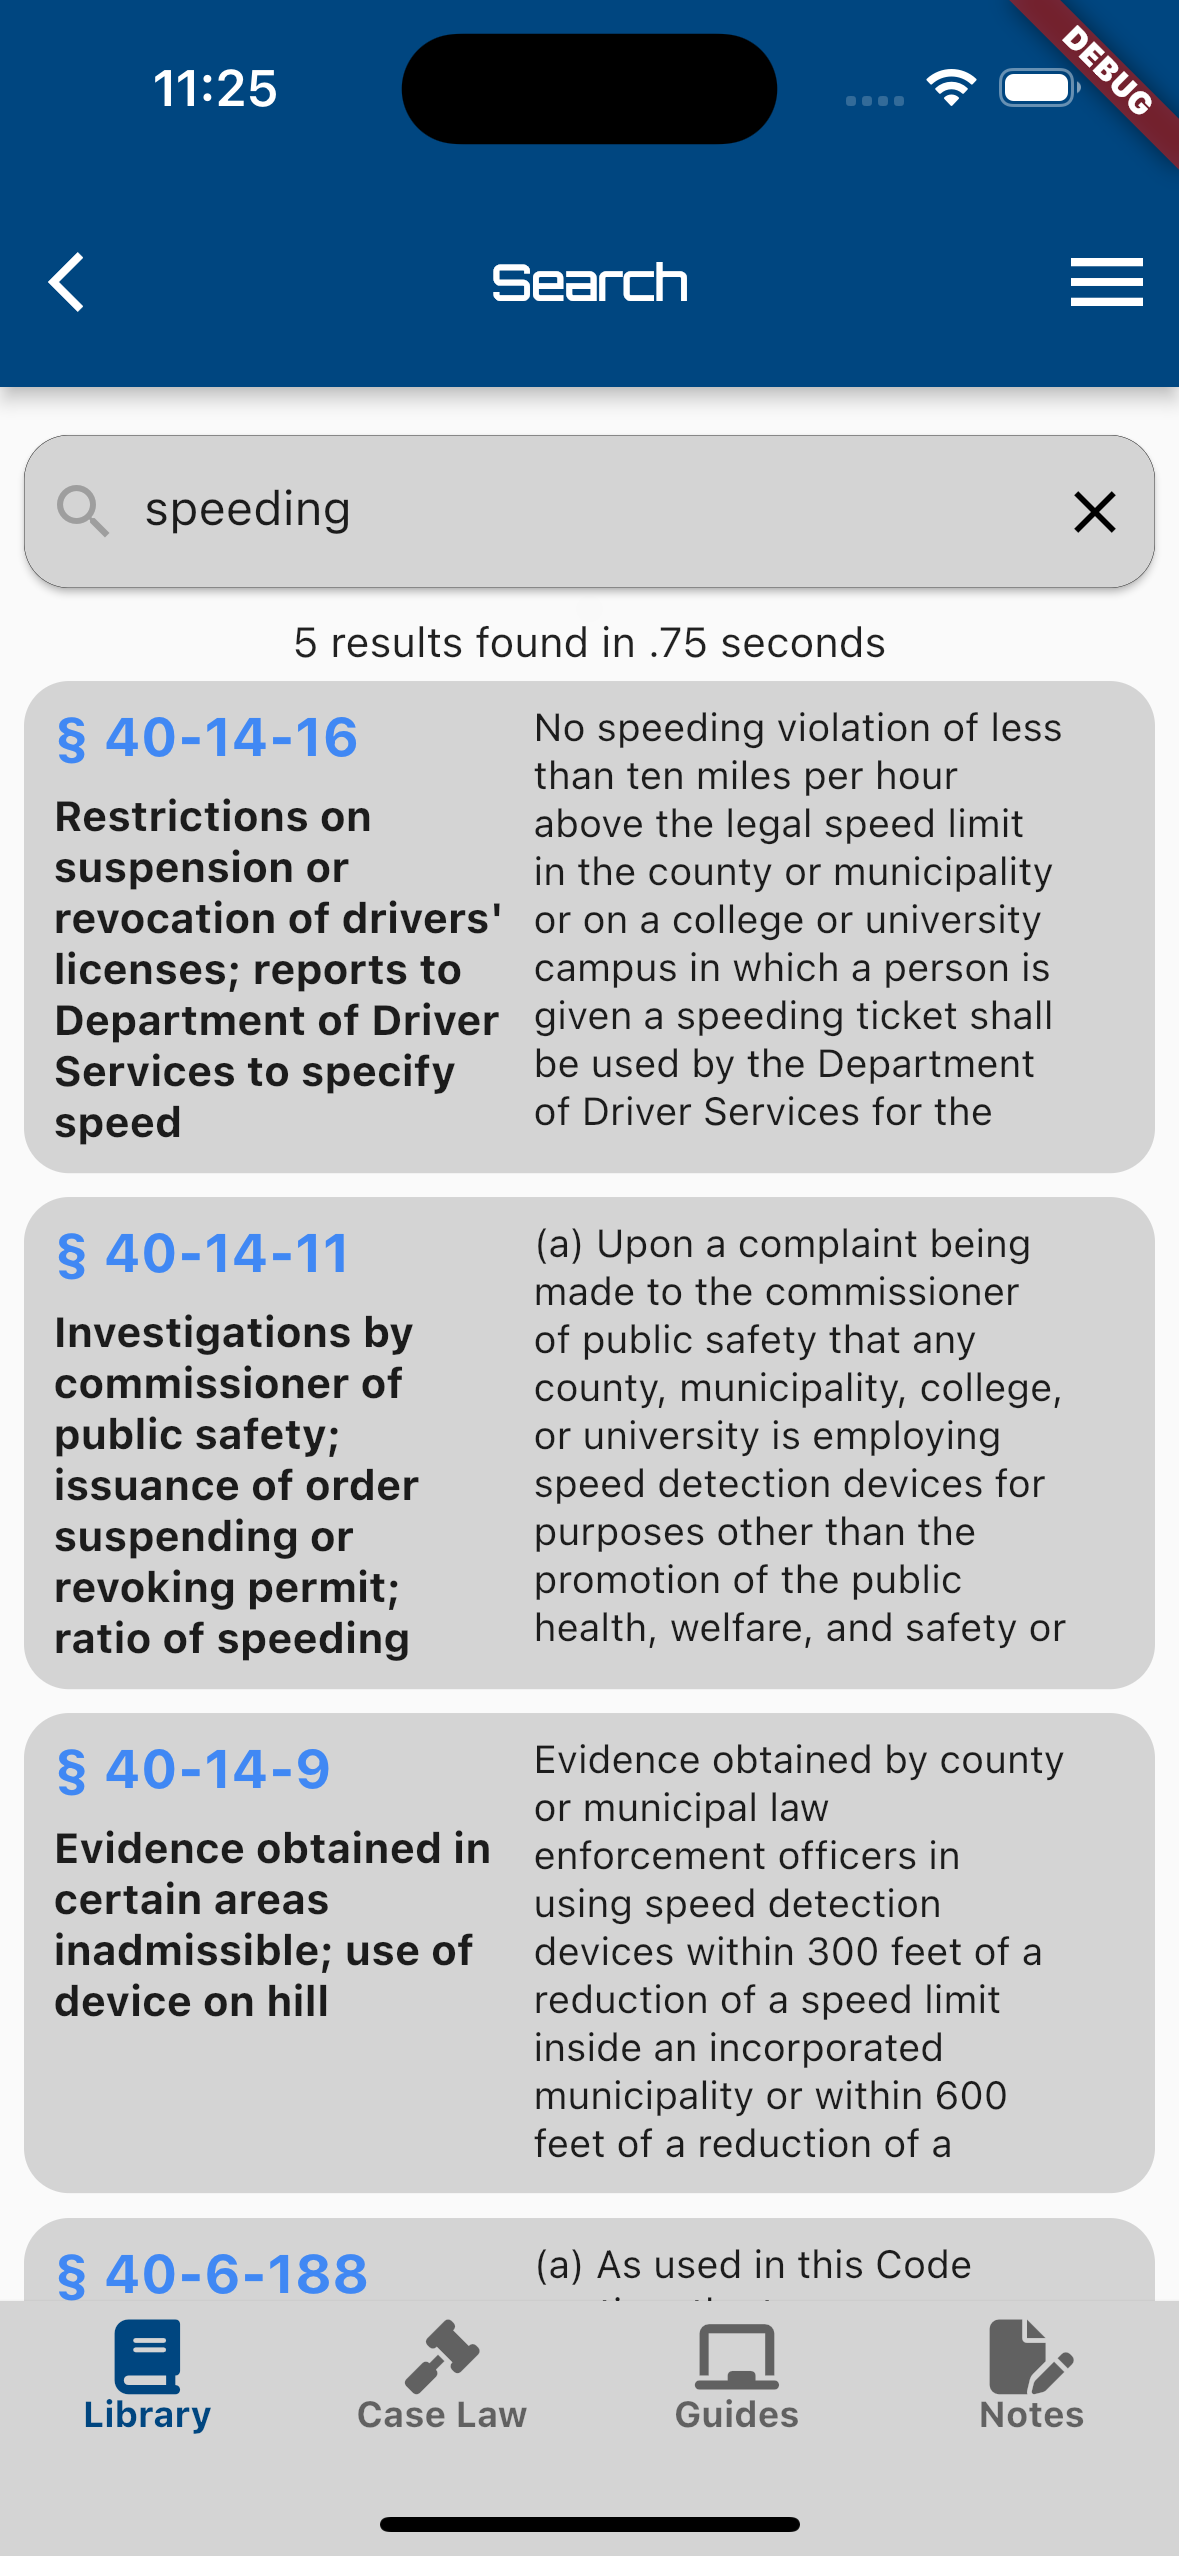 11:25
DEBUG
Search
speeding
5 results found in .75 seconds
§ 40-14-16
Restrictions on
suspension or
revocation of drivers'
licenses; reports to
Department of Driver
Services to specify
speed
No speeding violation of less
than ten miles per hour
above the legal speed limit
in the county or municipality
or on a college or university
campus in which a person is
given a speeding ticket shall
be used by the Department
of Driver Services for the
§ 40-14-11
Investigations by
commissioner of
public safety;
issuance of order
suspending or
revoking permit;
ratio of speeding
(a) Upon a complaint being
made to the commissioner
of public safety that any
county, municipality, college,
or university is employing
speed detection devices for
purposes other than the
promotion of the public
health, welfare, and safety or
§ 40-14-9
Evidence obtained in
certain areas
inadmissible; use of
device on hill
Evidence obtained by county
or municipal law
enforcement officers in
using speed detection
devices within 300 feet of a
reduction of a speed limit
inside an incorporated
municipality or within 600
feet of a reduction of a
§ 40-6-188
(a) As used in this Code
Library
Case Law
Guides
Notes